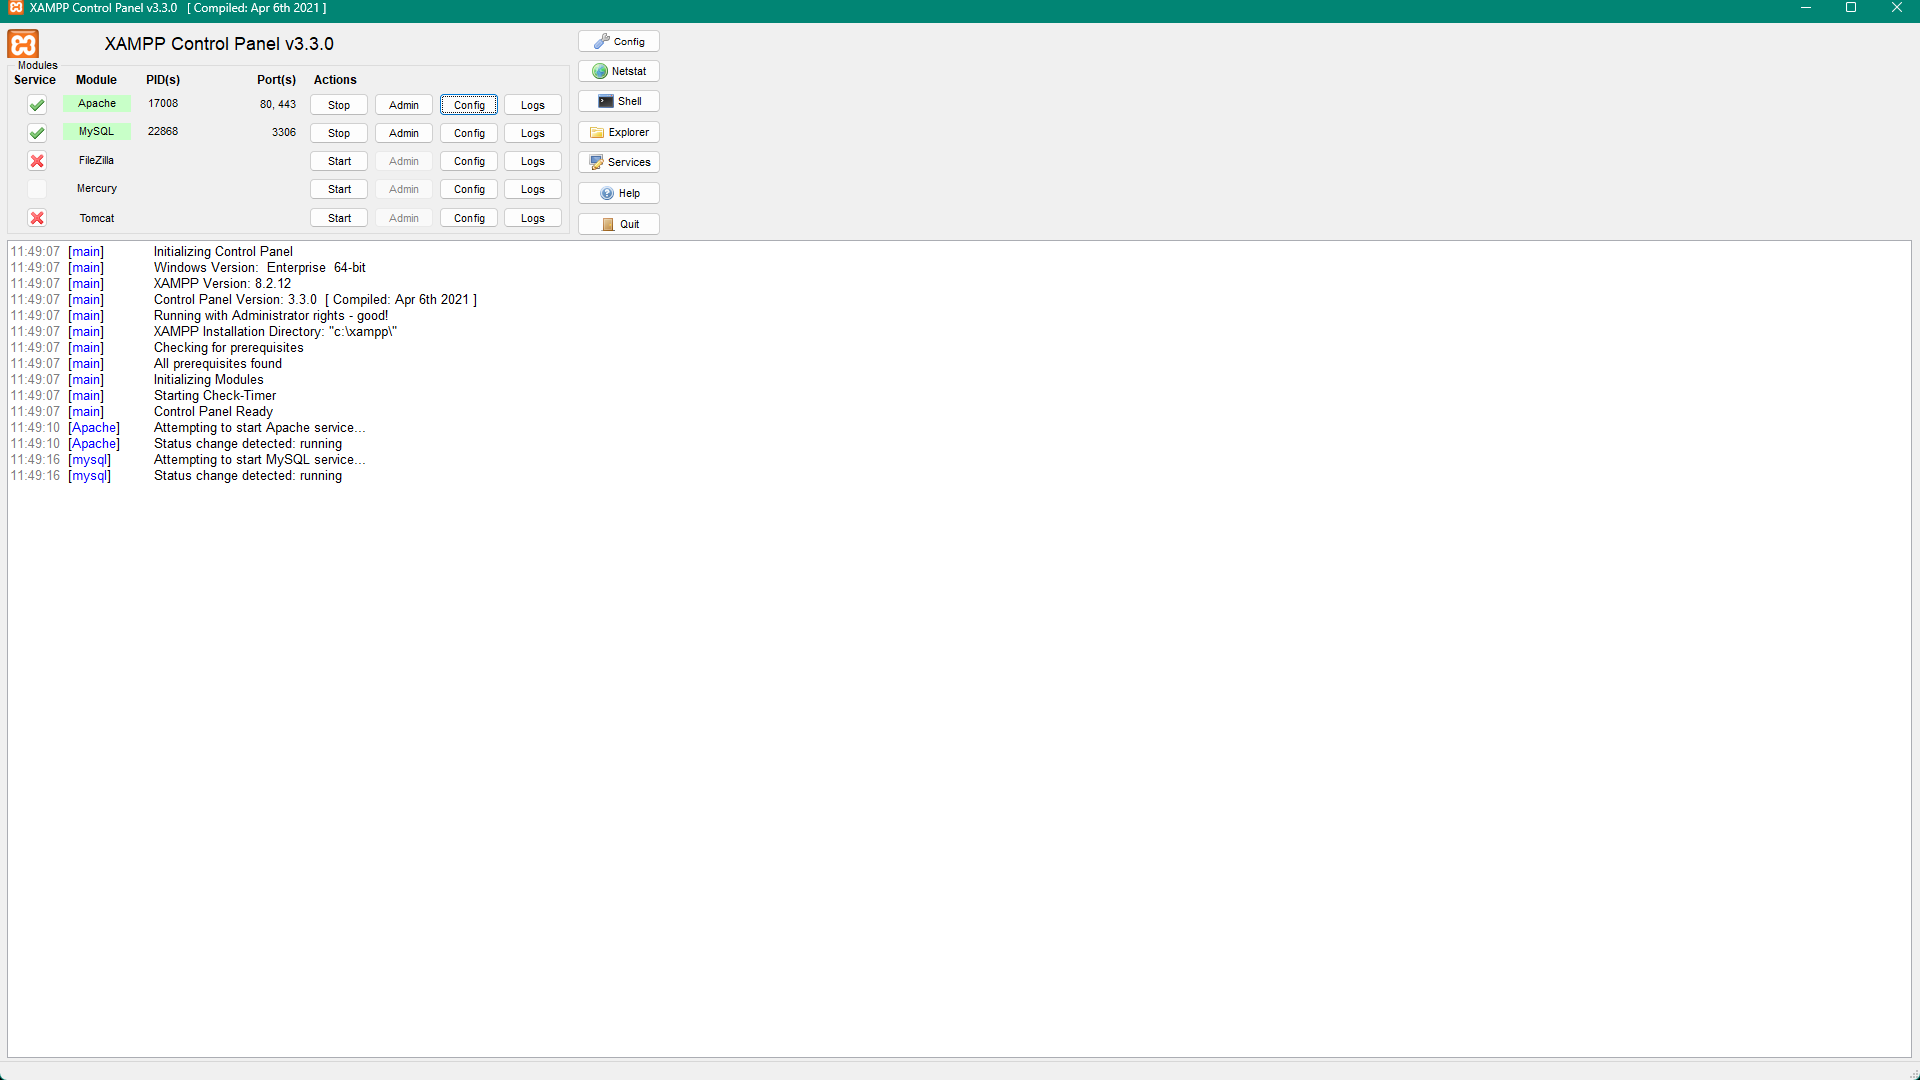 XAMPP Control Panel v3.3.0   [ Compiled: Apr 6th 2021 ]
XAMPP Control Panel v3.3.0
Config
Modules
Service Module PID(s) Port(s) Actions
Netstat
Apache 17008 80, 443 Stop Admin Config Logs
Shell
MySQL 22868 3306 Stop Admin Config Logs
Explorer
FileZilla Start Admin Config Logs
Services
Mercury Start Admin Config Logs
Help
Tomcat Start Admin Config Logs
Quit
11:49:07 [main] Initializing Control Panel
11:49:07 [main] Windows Version:  Enterprise  64-bit
11:49:07 [main] XAMPP Version: 8.2.12
11:49:07 [main] Control Panel Version: 3.3.0  [ Compiled: Apr 6th 2021 ]
11:49:07 [main] Running with Administrator rights - good!
11:49:07 [main] XAMPP Installation Directory: "c:\xampp\"
11:49:07 [main] Checking for prerequisites
11:49:07 [main] All prerequisites found
11:49:07 [main] Initializing Modules
11:49:07 [main] Starting Check-Timer
11:49:07 [main] Control Panel Ready
11:49:10 [Apache] Attempting to start Apache service...
11:49:10 [Apache] Status change detected: running
11:49:16 [mysql] Attempting to start MySQL service...
11:49:16 [mysql] Status change detected: running